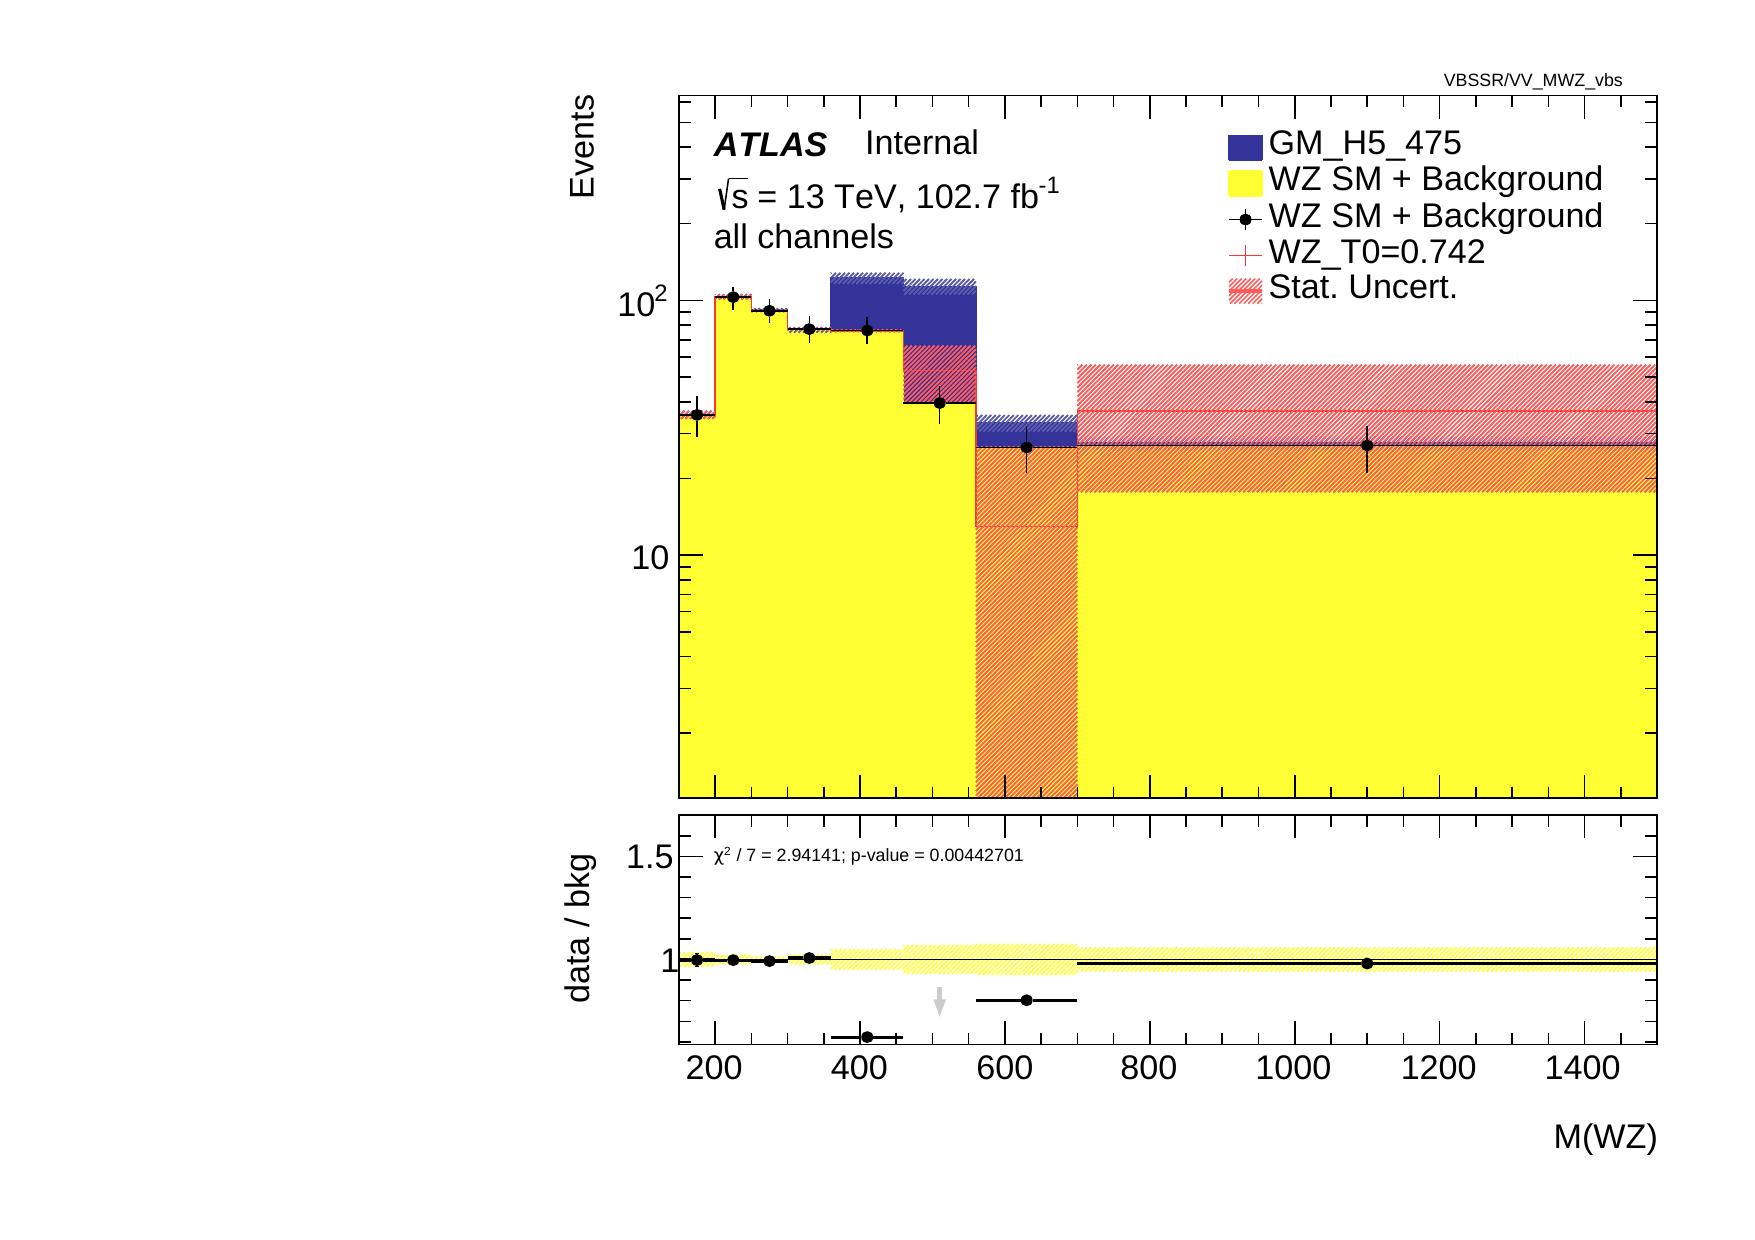 VBSSR/VV_MWZ_vbs
Events
ATLAS Internal
√s = 13 TeV, 102.7 fb⁻¹
all channels
GM_H5_475
WZ SM + Background
WZ SM + Background
WZ_T0=0.742
Stat. Uncert.
10²
10
data / bkg
1.5
χ² / 7 = 2.94141; p-value = 0.00442701
1
200 400 600 800 1000 1200 1400
M(WZ)